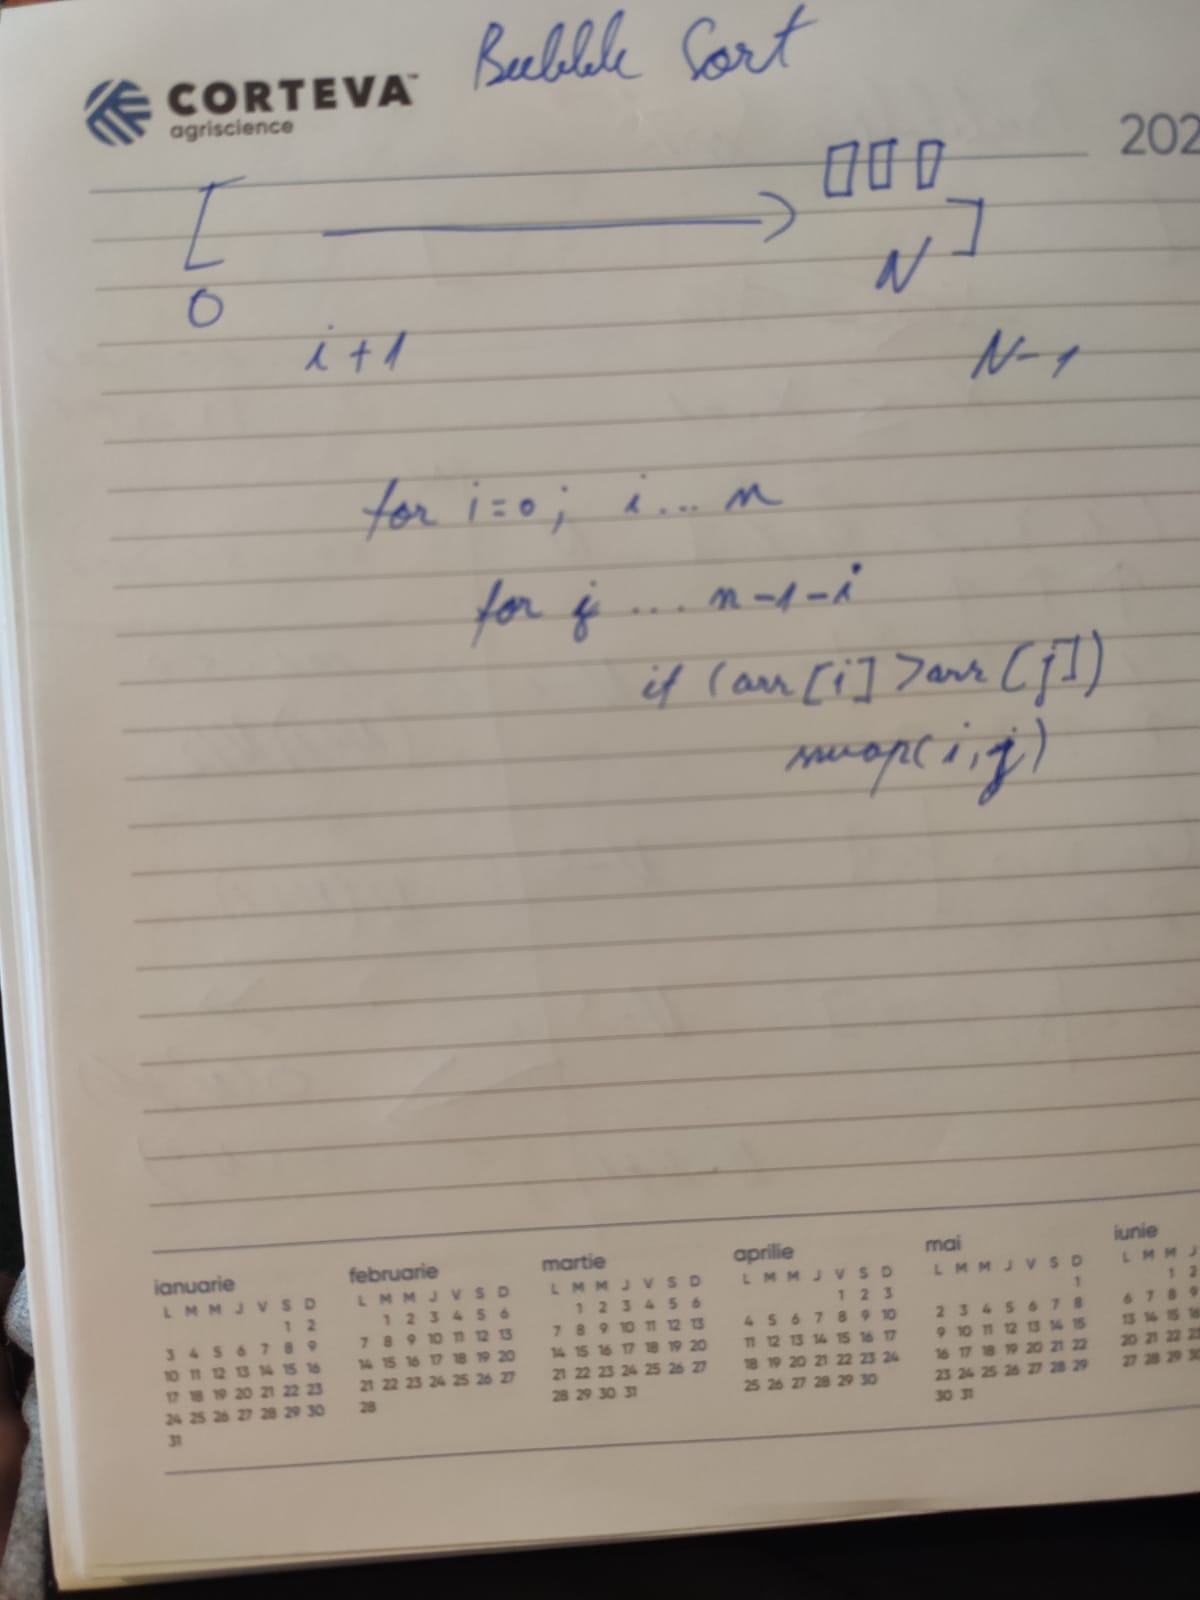 Bubble Sort
CORTEVA™
agriscience
202
[ → ]
0 N
i+1 N-1
for i=0; i... n
for j ... n-1-i
if (arr[i] >arr[j])
swap(i,j)
ianuarie februarie martie aprilie mai iunie
ianuarie
L M M J V S D
1 2
3 4 5 6 7 8 9
10 11 12 13 14 15 16
17 18 19 20 21 22 23
24 25 26 27 28 29 30
31
februarie
L M M J V S D
1 2 3 4 5 6
7 8 9 10 11 12 13
14 15 16 17 18 19 20
21 22 23 24 25 26 27
28
martie
L M M J V S D
1 2 3 4 5 6
7 8 9 10 11 12 13
14 15 16 17 18 19 20
21 22 23 24 25 26 27
28 29 30 31
aprilie
L M M J V S D
1 2 3
4 5 6 7 8 9 10
11 12 13 14 15 16 17
18 19 20 21 22 23 24
25 26 27 28 29 30
mai
L M M J V S D
1
2 3 4 5 6 7 8
9 10 11 12 13 14 15
16 17 18 19 20 21 22
23 24 25 26 27 28 29
30 31
iunie
L M M J
1 2
6 7 8 9
13 14 15 16
20 21 22 23
27 28 29 30